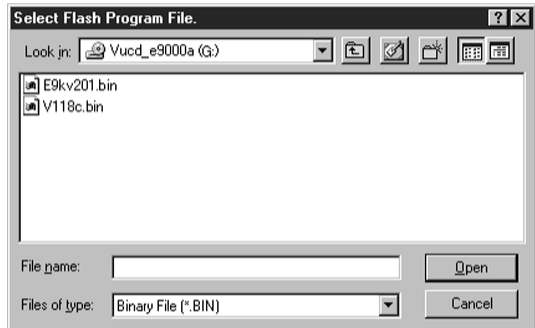 Select Flash Program File.
Look in: Vucd_e9000a (G:)
E9kv201.bin
V118c.bin
File name: Open
Files of type: Binary File (*.BIN) Cancel